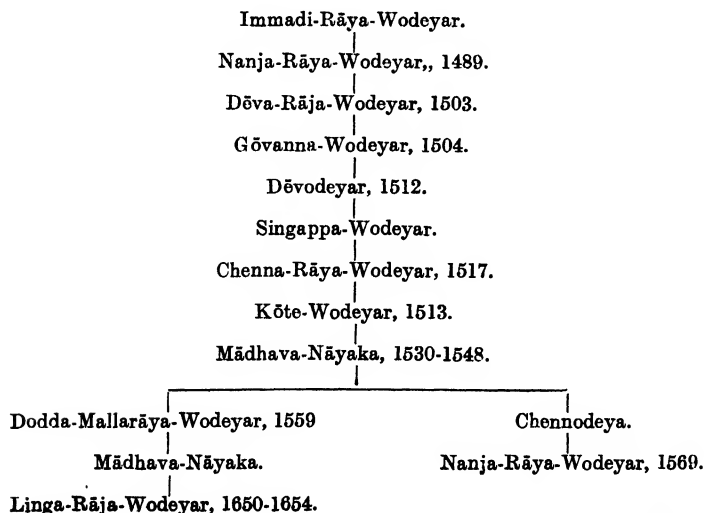 Immadi-Rāya-Wodeyar.
Nanja-Rāya-Wodeyar,, 1489.
Dēva-Rāja-Wodeyar, 1503.
Gōvanna-Wodeyar, 1504.
Dēvodeyar, 1512.
Singappa-Wodeyar.
Chenna-Rāya-Wodeyar, 1517.
Kōte-Wodeyar, 1513.
Mādhava-Nāyaka, 1530-1548.
Dodda-Mallarāya-Wodeyar, 1559 Chennodeya.
Mādhava-Nāyaka. Nanja-Rāya-Wodeyar, 1569.
Linga-Rāja-Wodeyar, 1650-1654.